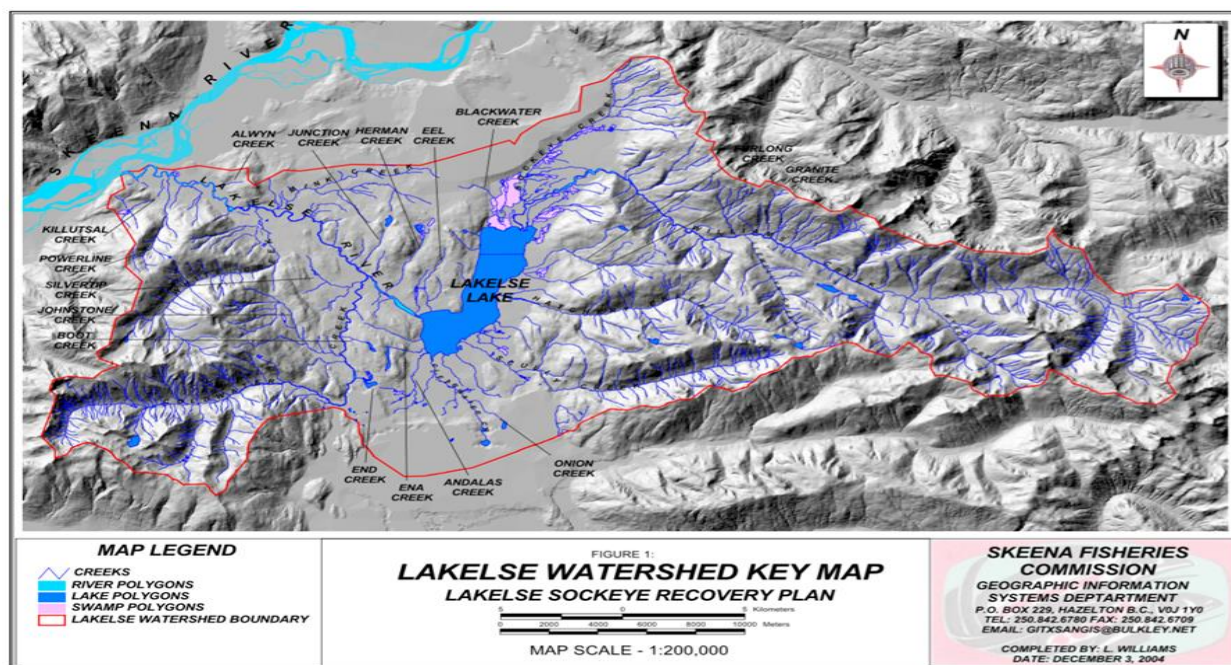 SKEENA RIVER
N
BLACKWATER
CREEK
ALWYN
CREEK
JUNCTION
CREEK
HERMAN
CREEK
EEL
CREEK
FURLONG
CREEK
GRANITE
CREEK
LAKELSE RIVER
KILLUTSAL
CREEK
POWERLINE
CREEK
SILVERTIP
CREEK
JOHNSTONE
CREEK
BOOT
CREEK
CREEK
LAKELSE
LAKE
END
CREEK
ENA
CREEK
ANDALAS
CREEK
ONION
CREEK
MAP LEGEND
CREEKS
RIVER POLYGONS
LAKE POLYGONS
SWAMP POLYGONS
LAKELSE WATERSHED BOUNDARY
FIGURE 1:
LAKELSE WATERSHED KEY MAP
LAKELSE SOCKEYE RECOVERY PLAN
5 0 5 Kilometers
0 2000 4000 6000 8000 10000 Meters
MAP SCALE - 1:200,000
SKEENA FISHERIES
COMMISSION
GEOGRAPHIC INFORMATION
SYSTEMS DEPTARTMENT
P.O. BOX 229, HAZELTON B.C., V0J 1Y0
TEL: 250.842.6780 FAX: 250.842.6709
EMAIL: GITXSANGIS@BULKLEY.NET
COMPLETED BY: L. WILLIAMS
DATE: DECEMBER 3, 2004